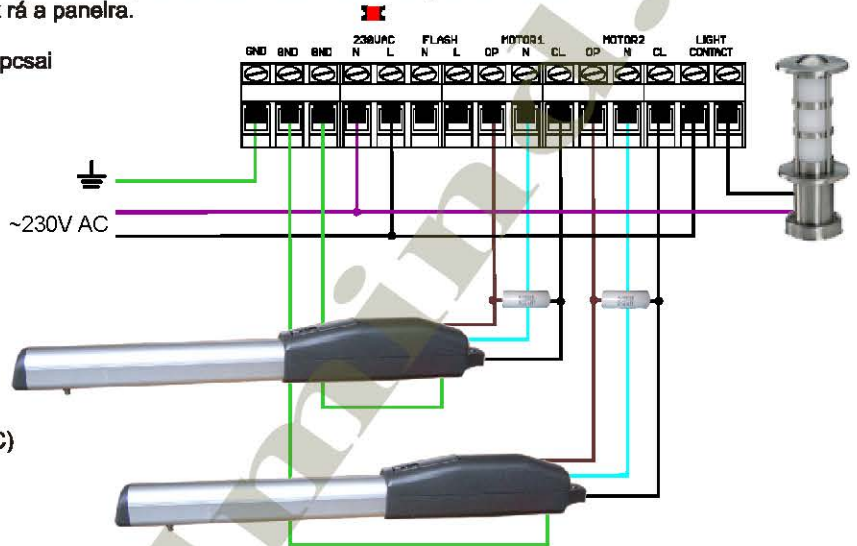 rá a panelra.
pcsai
230VAC FLASH MOTOR1 MOTOR2 LIGHT
GND GND GND N L N L OP N CL OP N CL CONTACT
~230V AC
C)